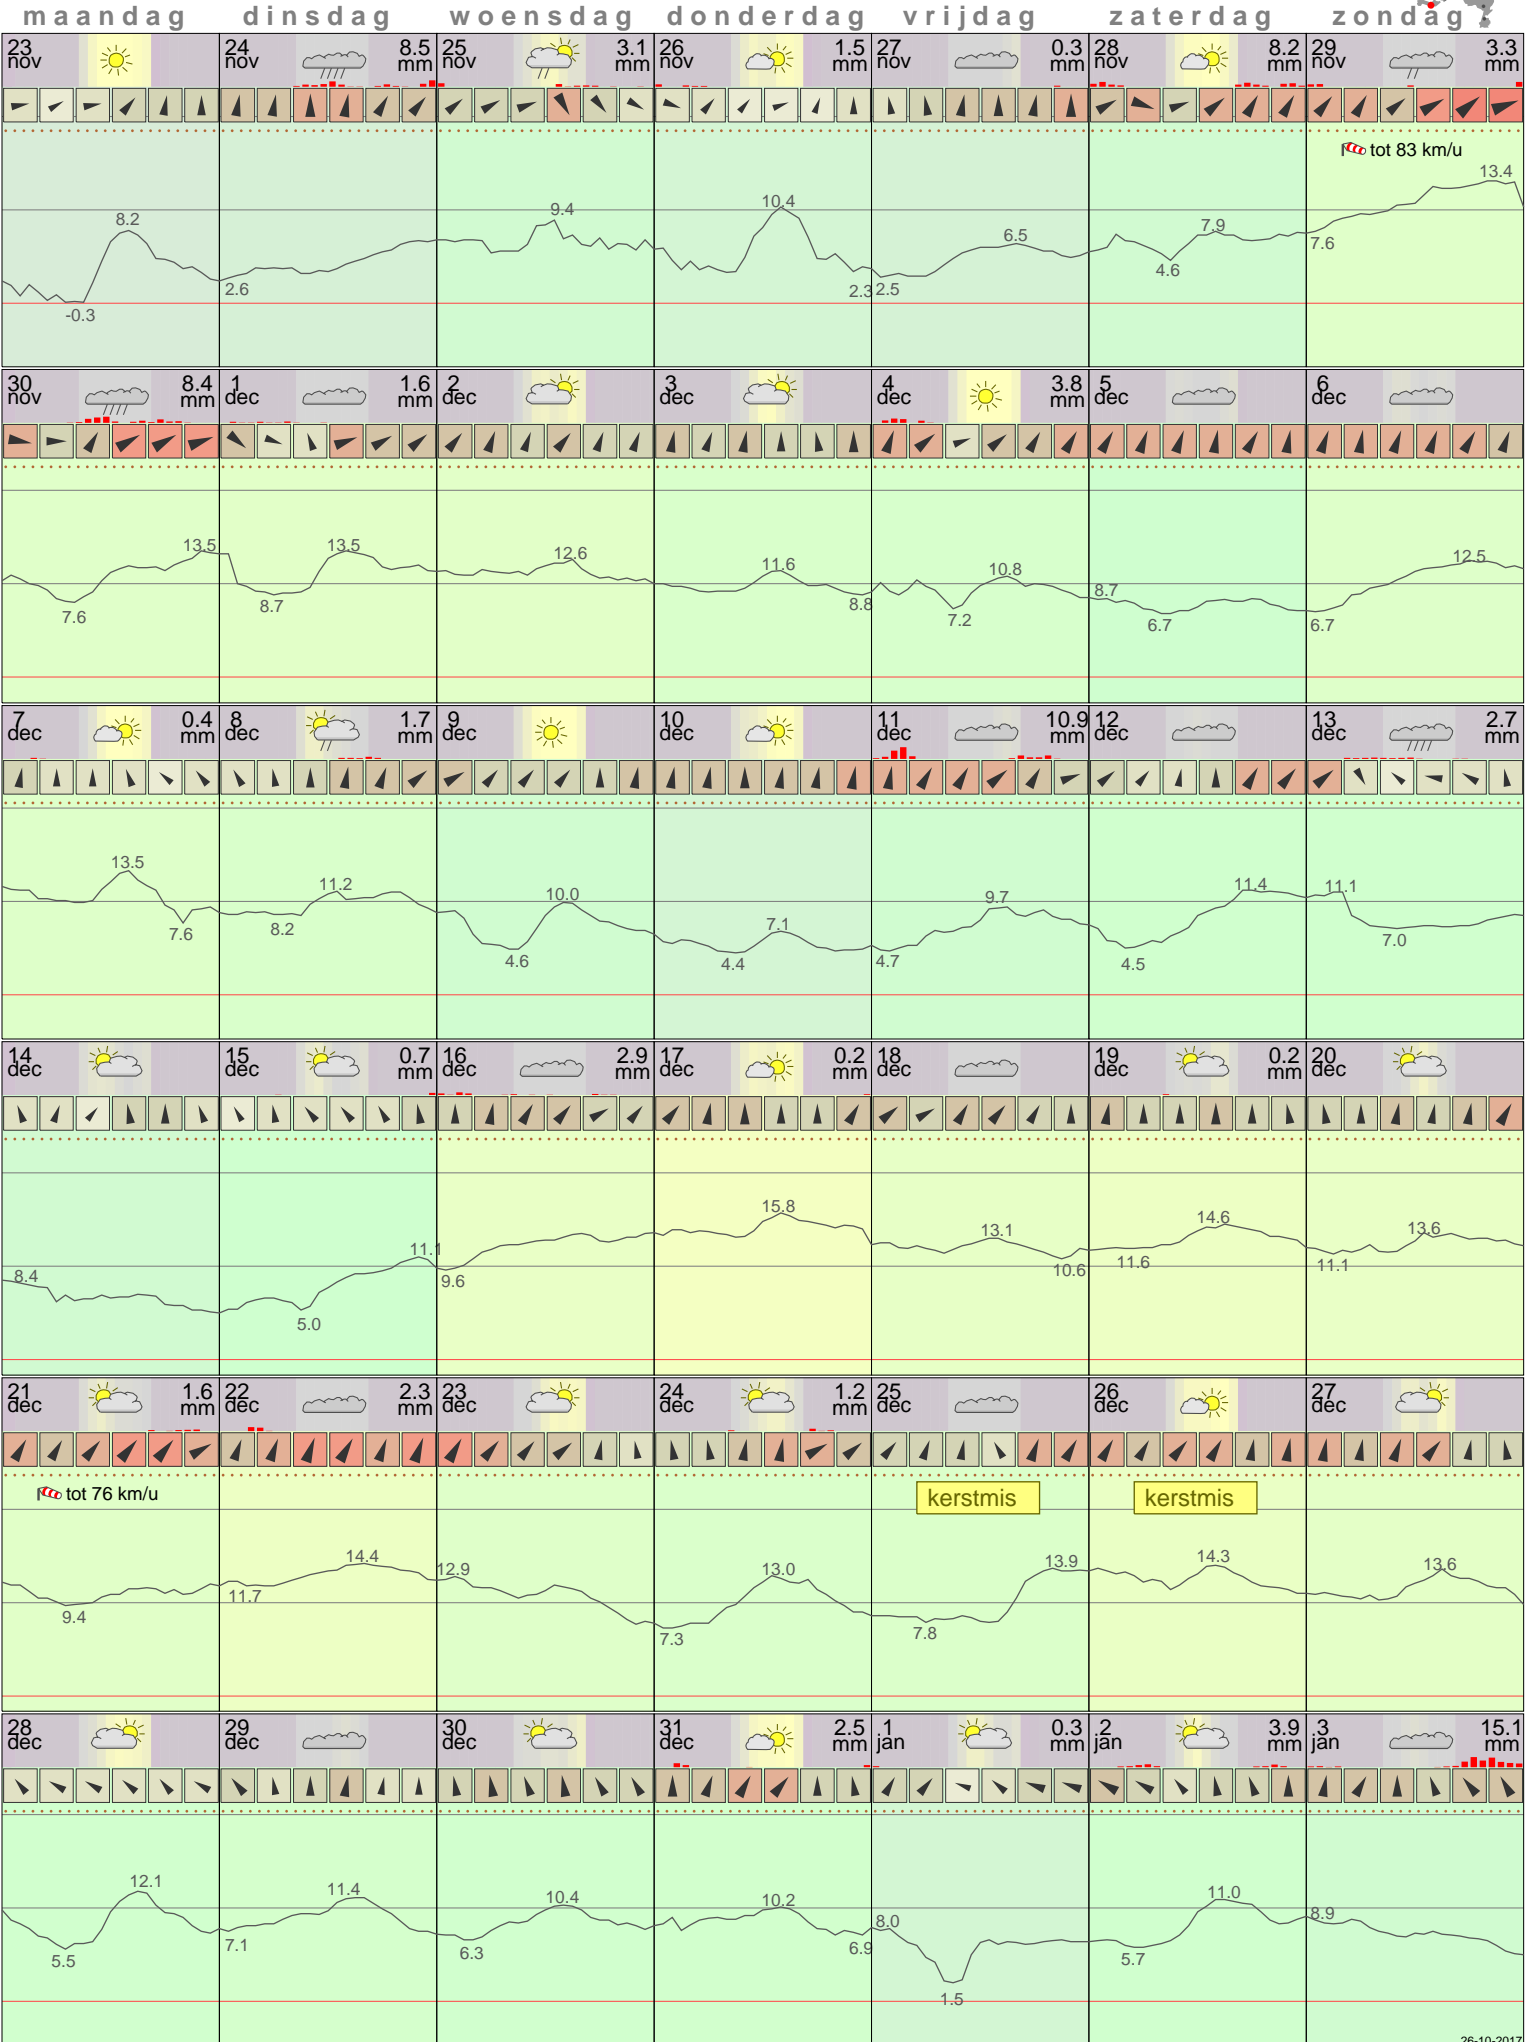 maandag dinsdag woensdag donderdag vrijdag zaterdag zondag
23 nov
24 nov 8.5 mm
25 nov 3.1 mm
26 nov 1.5 mm
27 nov 0.3 mm
28 nov 8.2 mm
29 nov 3.3 mm
tot 83 km/u
8.2 -0.3
2.6
9.4
10.4 2.3
2.5 6.5
4.6 7.9
7.6 13.4
30 nov 8.4 mm
1 dec 1.6 mm
2 dec
3 dec
4 dec 3.8 mm
5 dec
6 dec
7.6 13.5
8.7 13.5
12.6
11.6 8.8
7.2 10.8
8.7 6.7
6.7 12.5
7 dec 0.4 mm
8 dec 1.7 mm
9 dec
10 dec
11 dec 10.9 mm
12 dec
13 dec 2.7 mm
13.5 7.6
8.2 11.2
4.6 10.0
4.4 7.1
4.7 9.7
4.5 11.4
11.1 7.0
14 dec
15 dec 0.7 mm
16 dec 2.9 mm
17 dec 0.2 mm
18 dec
19 dec 0.2 mm
20 dec
8.4
5.0 11.1
9.6
15.8
13.1 10.6
11.6 14.6
11.1 13.6
21 dec 1.6 mm
22 dec 2.3 mm
23 dec
24 dec 1.2 mm
25 dec
26 dec
27 dec
tot 76 km/u
kerstmis
kerstmis
9.4
11.7 14.4
12.9
7.3 13.0
7.8 13.9
14.3
13.6
28 dec
29 dec
30 dec
31 dec 2.5 mm
1 jan 0.3 mm
2 jan 3.9 mm
3 jan 15.1 mm
5.5 12.1
7.1 11.4
6.3 10.4
10.2 6.9
8.0 1.5
5.7 11.0
8.9
26-10-2017